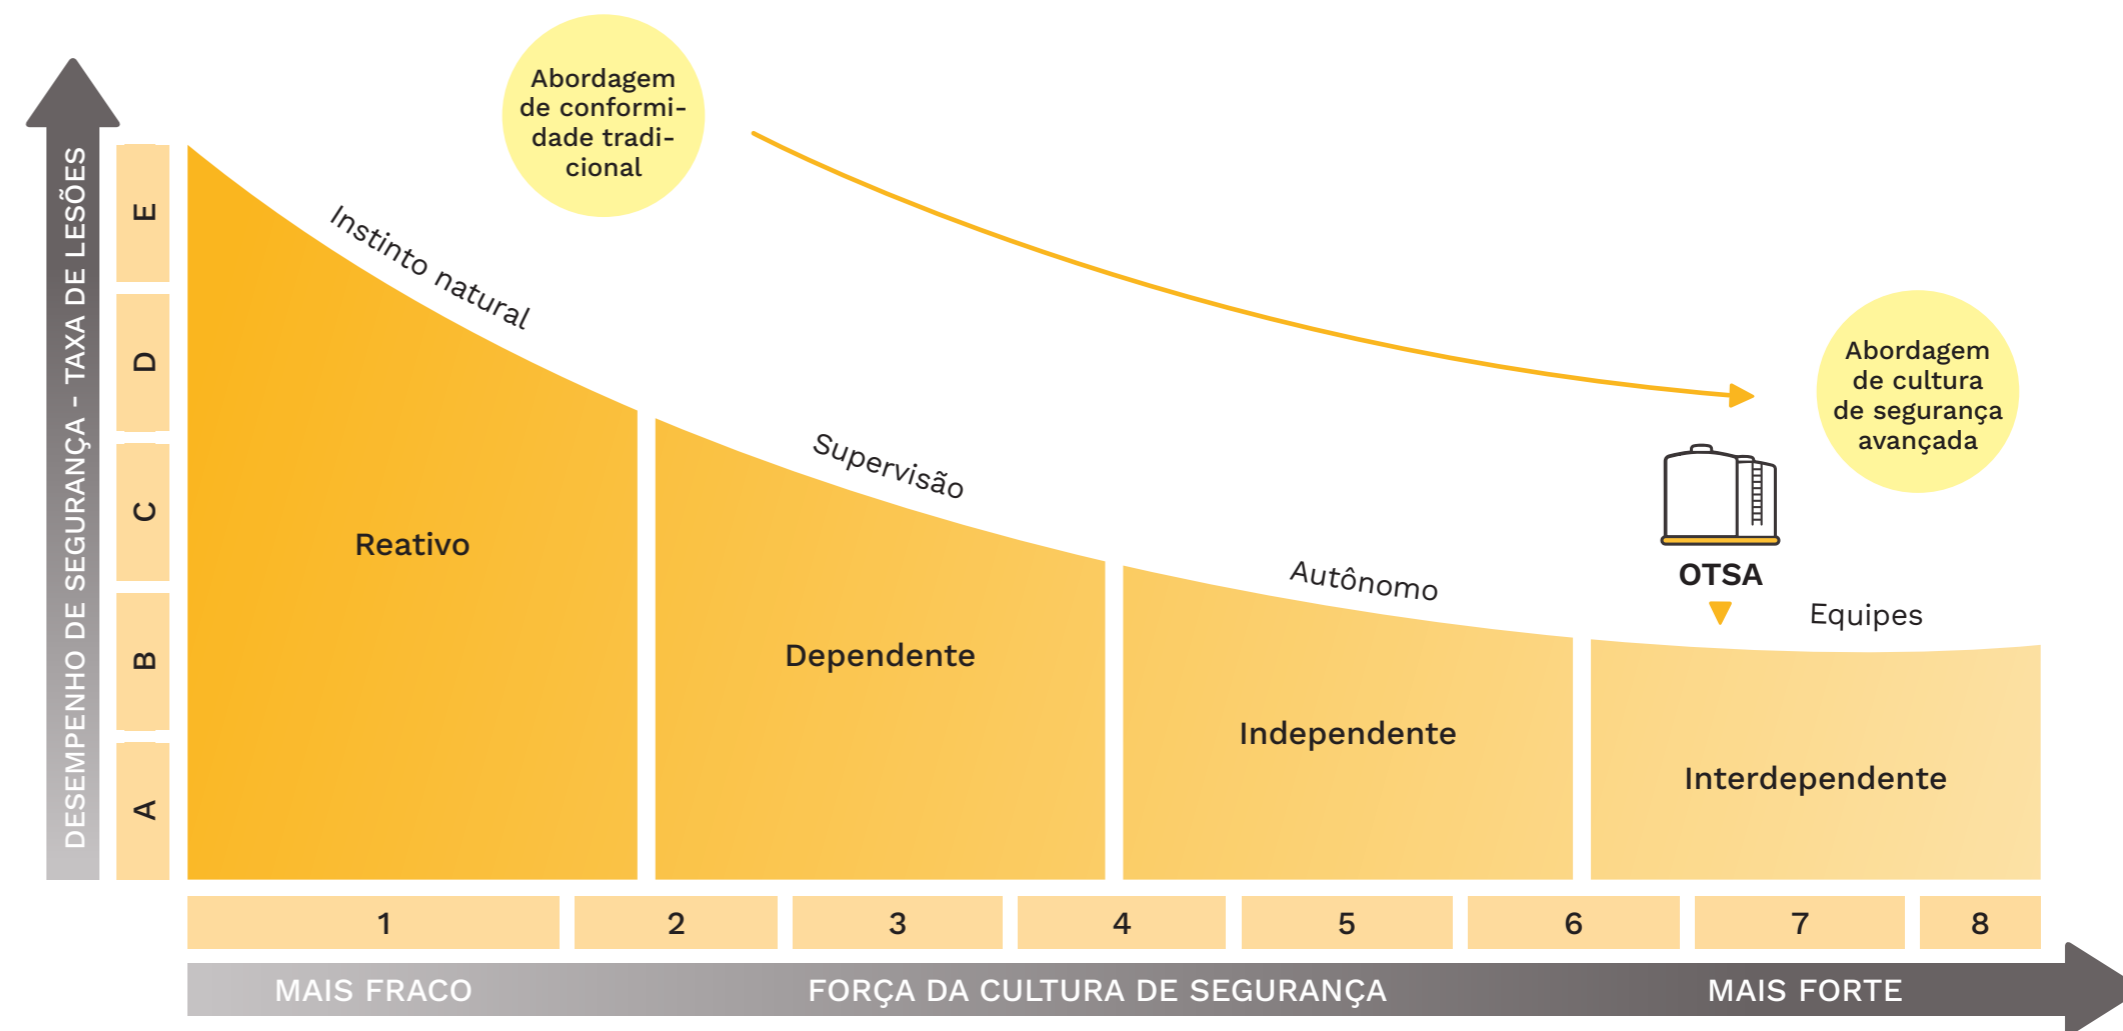 Abordagem
de conformi-
dade tradi-
cional
DESEMPENHO DE SEGURANÇA - TAXA DE LESÕES
E
D
C
B
A
Instinto natural
Supervisão
Autônomo
Equipes
Abordagem
de cultura
de segurança
avançada
OTSA
Reativo
Dependente
Independente
Interdependente
1 2 3 4 5 6 7 8
MAIS FRACO FORÇA DA CULTURA DE SEGURANÇA MAIS FORTE